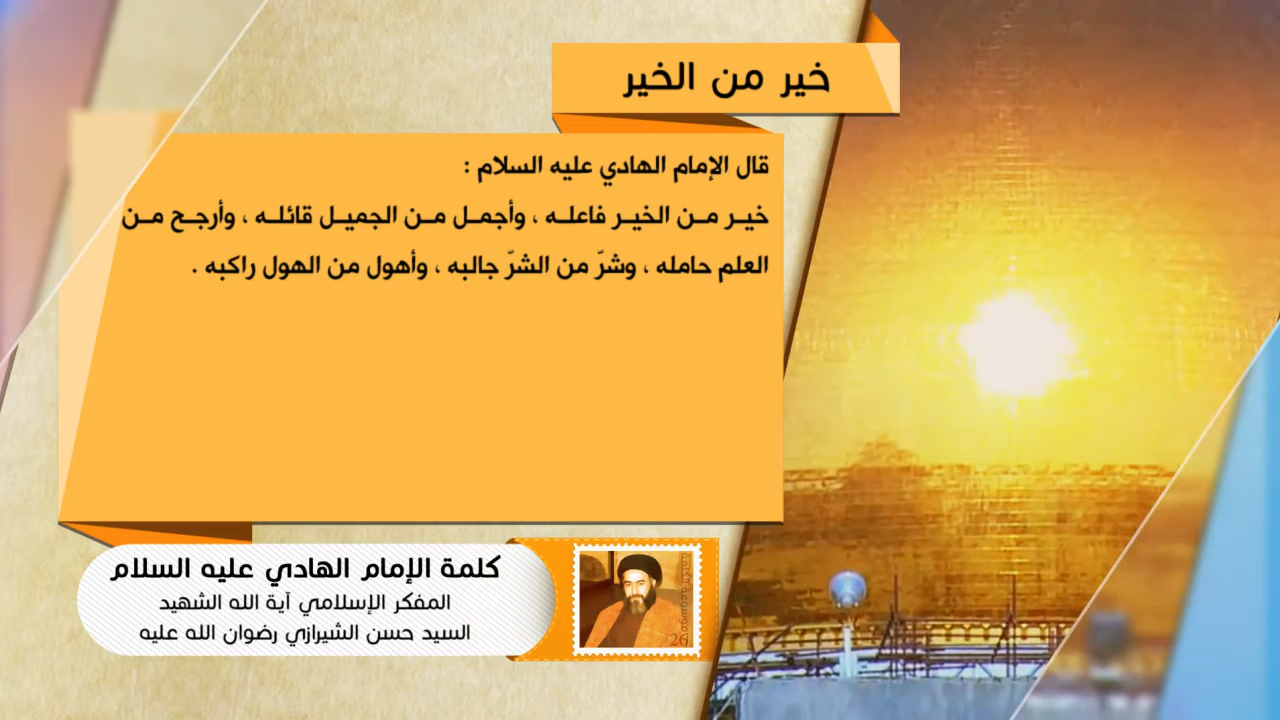 خير من الخير
قال الإمام الهادي عليه السلام :
خيـر مـن الخيـر فاعلـه ، وأجمـل مـن الجميـل قائلـه ، وأرجـح مـن
العلم حامله ، وشرّ من الشرّ جالبه ، وأهول من الهول راكبه .
كلمة الإمام الهادي عليه السلام
المفكر الإسلامي آية الله الشهيد
السيد حسن الشيرازي رضوان الله عليه